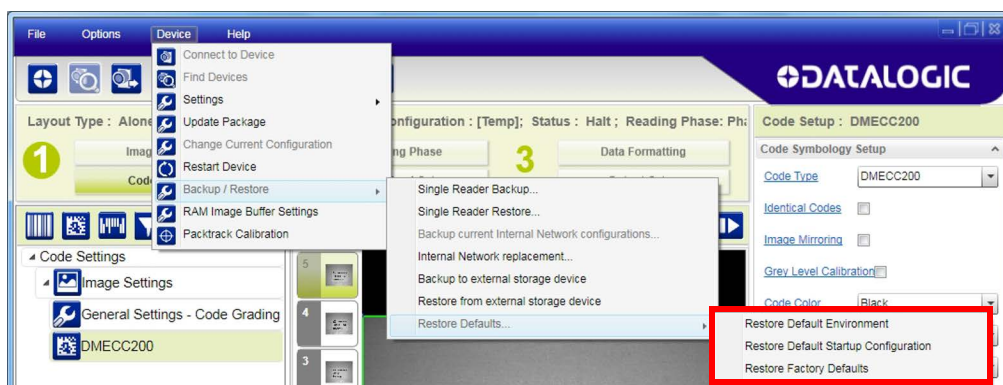 File Options Device Help
DATALOGIC
Connect to Device
Find Devices
Settings
Update Package
Change Current Configuration
Restart Device
Backup / Restore
RAM Image Buffer Settings
Packtrack Calibration
Layout Type : Alone
onfiguration : [Temp]; Status : Halt ; Reading Phase: Pha
1
Imag
Code
ng Phase
3
Data Formatting
Single Reader Backup...
Single Reader Restore...
Backup current Internal Network configurations...
Internal Network replacement...
Backup to external storage device
Restore from external storage device
Restore Defaults...
Restore Default Environment
Restore Default Startup Configuration
Restore Factory Defaults
Code Setup : DMECC200
Code Symbology Setup
Code Type DMECC200
Identical Codes
Image Mirroring
Grey Level Calibration
Code Color Black
Code Settings
Image Settings
General Settings - Code Grading
DMECC200
5
4
3